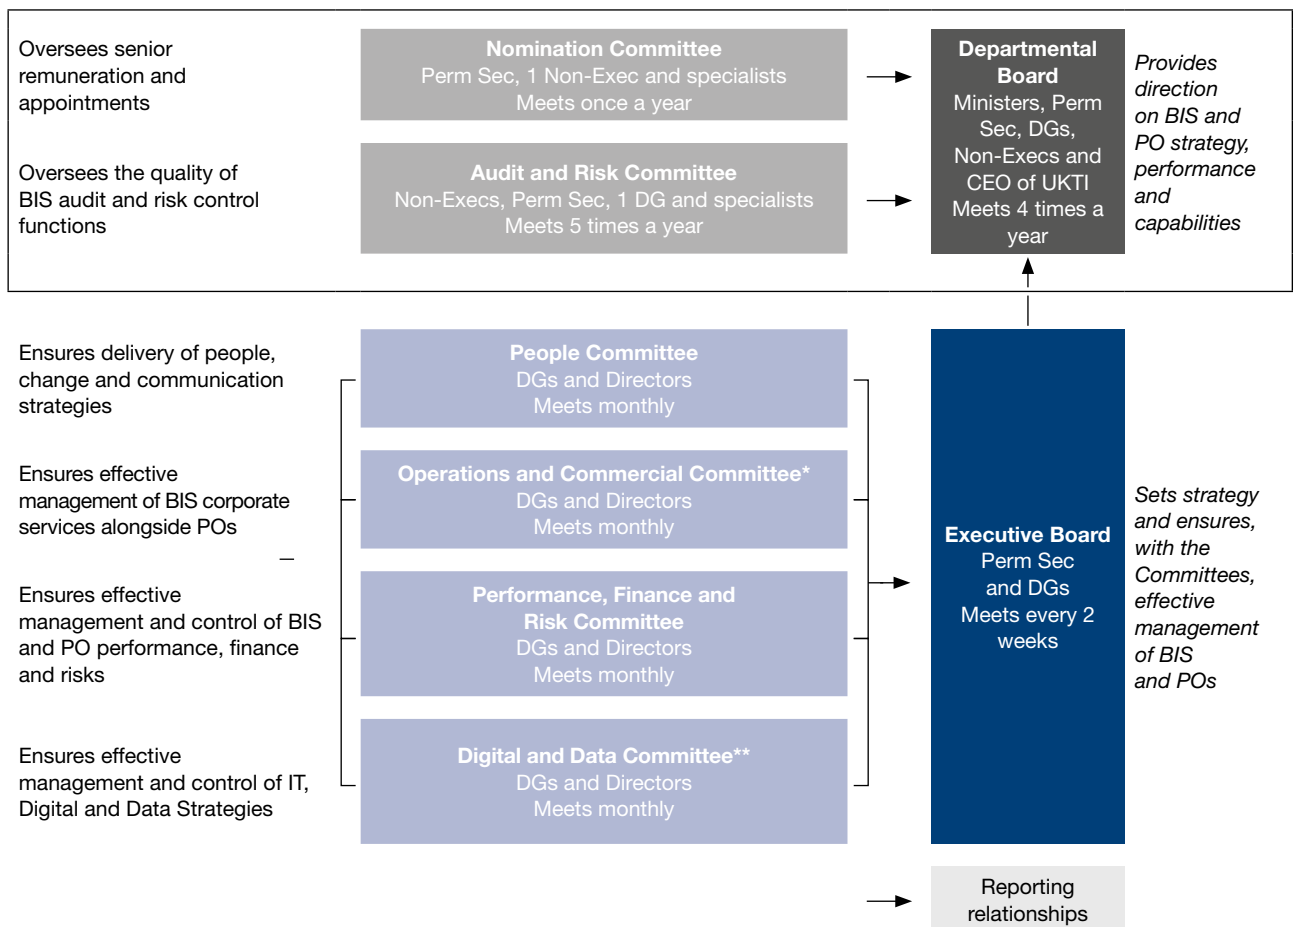 Oversees senior
remuneration and
appointments
Nomination Committee
Perm Sec, 1 Non-Exec and specialists
Meets once a year
Departmental
Board
Ministers, Perm
Sec, DGs,
Non-Execs and
CEO of UKTI
Meets 4 times a
year
Provides
direction
on BIS and
PO strategy,
performance
and
capabilities
Oversees the quality of
BIS audit and risk control
functions
Audit and Risk Committee
Non-Execs, Perm Sec, 1 DG and specialists
Meets 5 times a year
Ensures delivery of people,
change and communication
strategies
People Committee
DGs and Directors
Meets monthly
Ensures effective
management of BIS corporate
services alongside POs
Operations and Commercial Committee*
DGs and Directors
Meets monthly
Ensures effective
management and control of BIS
and PO performance, finance
and risks
Performance, Finance and
Risk Committee
DGs and Directors
Meets monthly
Ensures effective
management and control of IT,
Digital and Data Strategies
Digital and Data Committee**
DGs and Directors
Meets monthly
Executive Board
Perm Sec
and DGs
Meets every 2
weeks
Sets strategy
and ensures,
with the
Committees,
effective
management
of BIS
and POs
Reporting
relationships